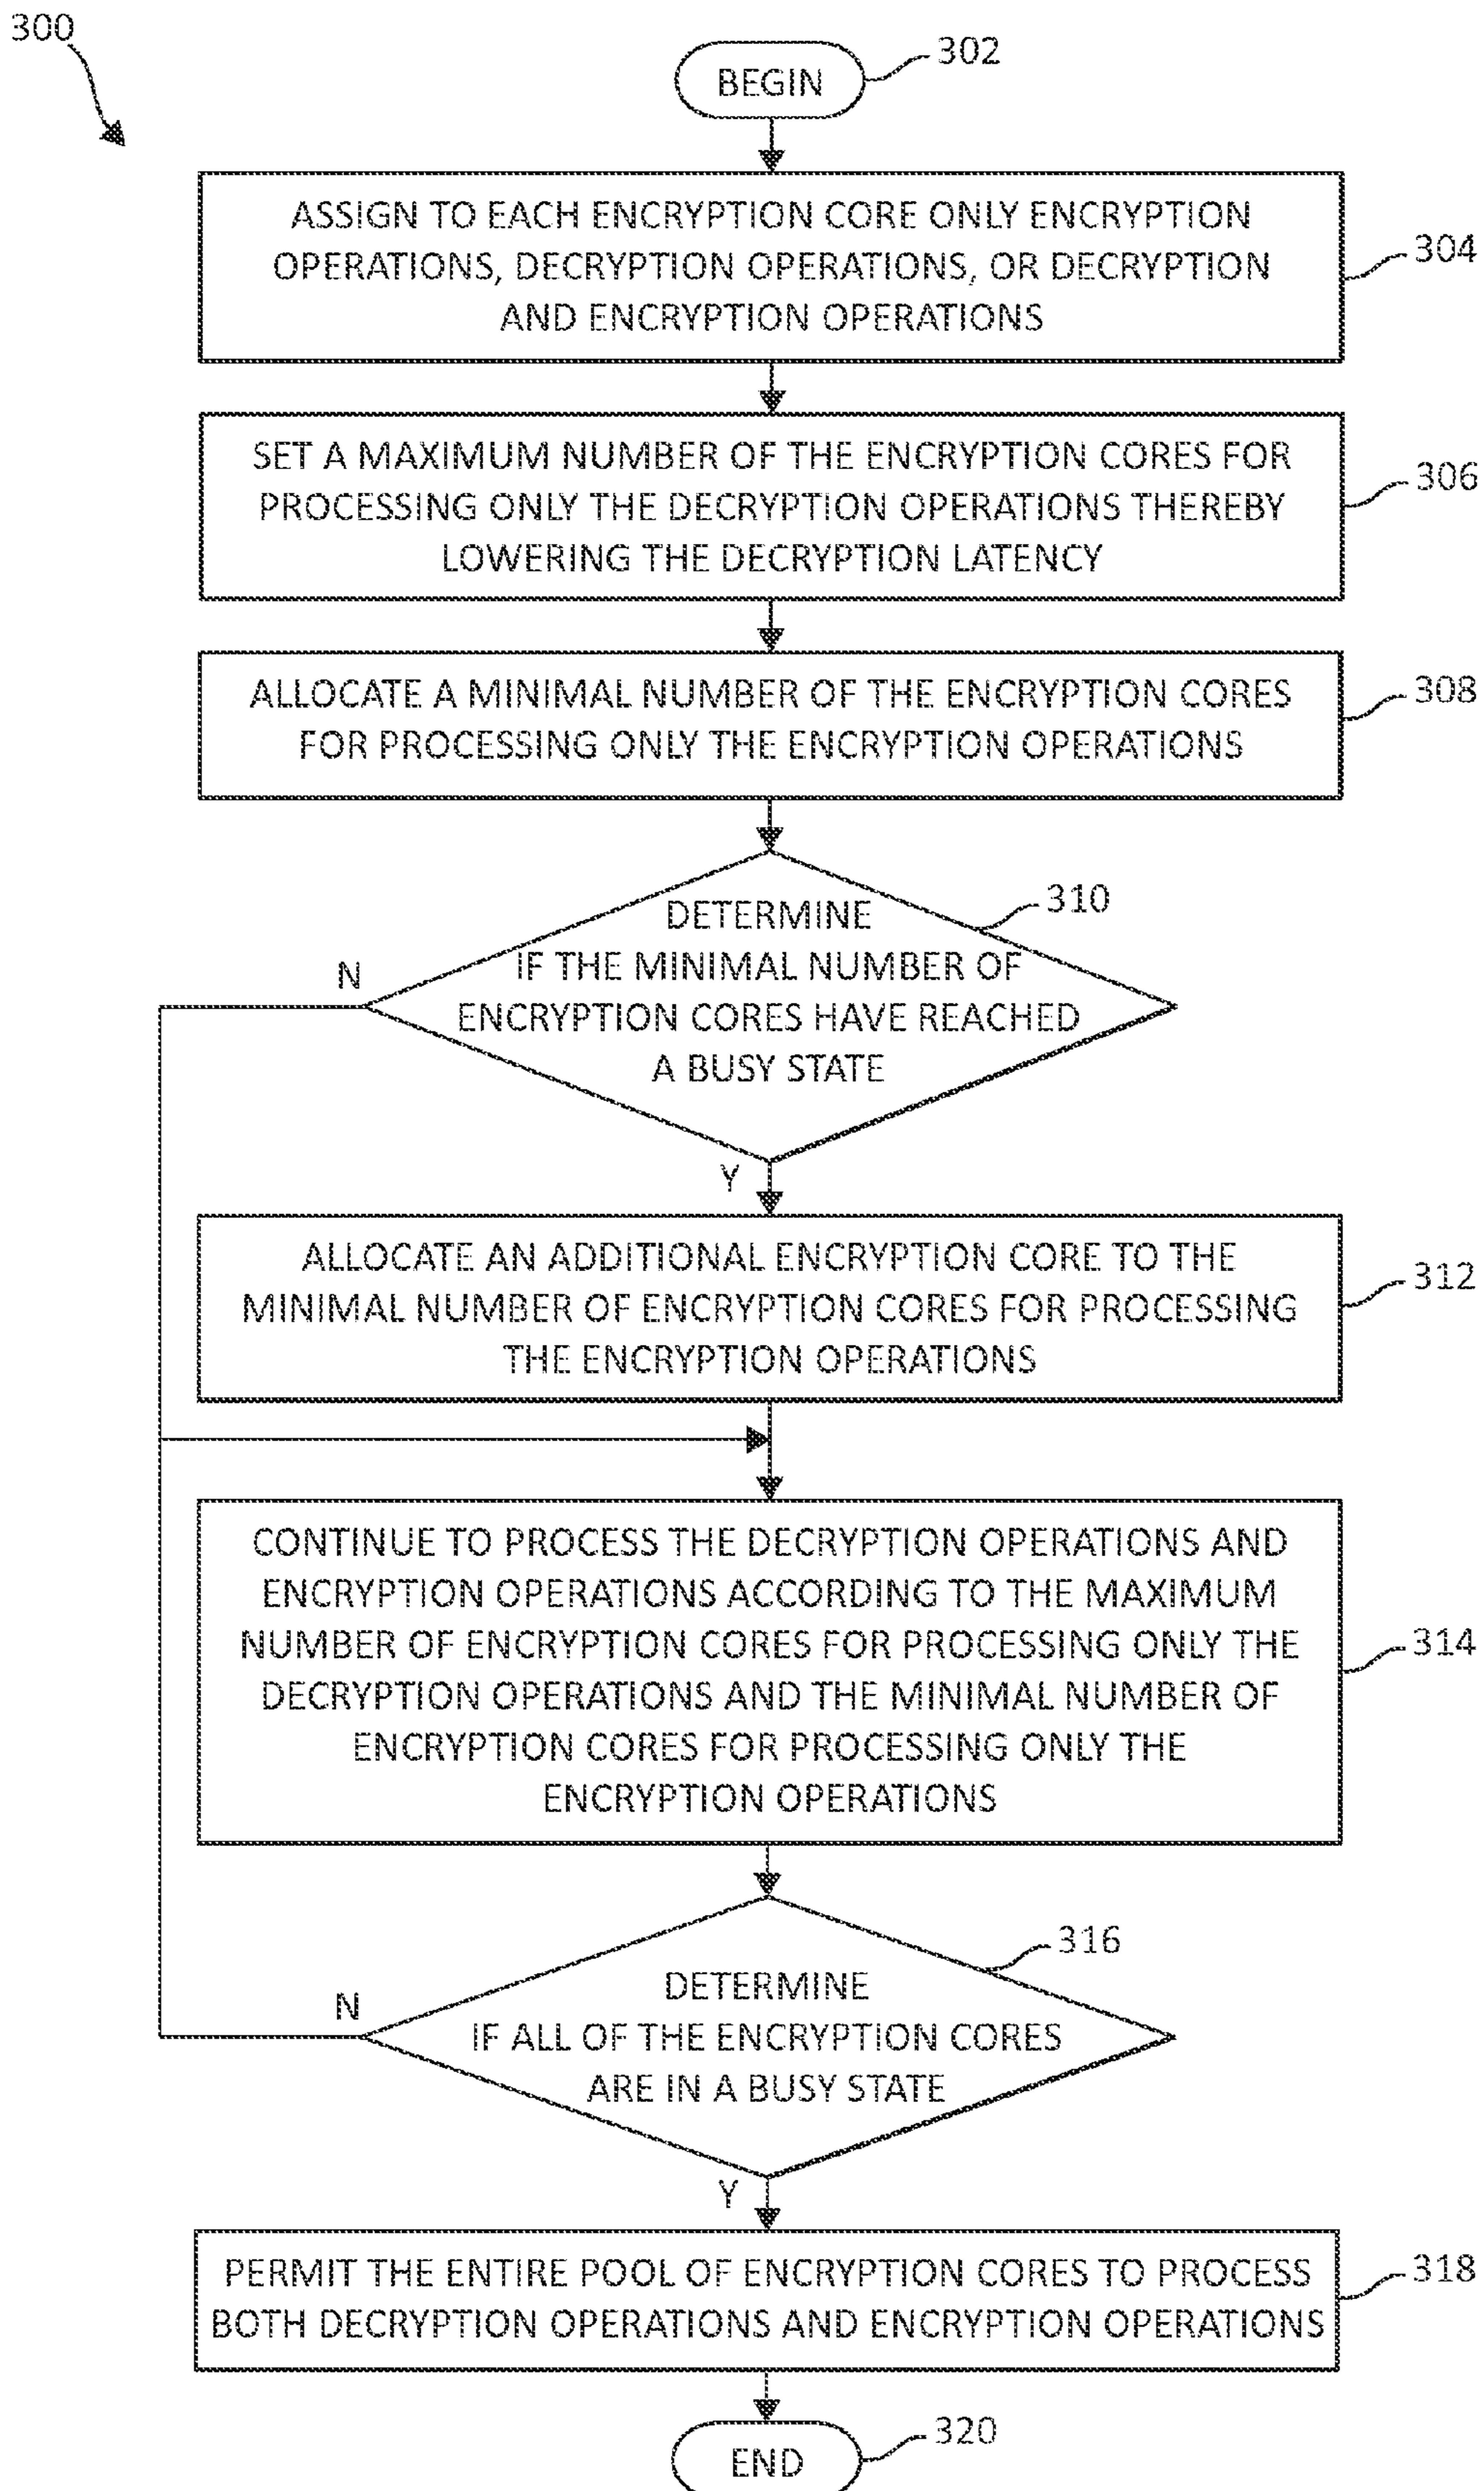 300
BEGIN
302
ASSIGN TO EACH ENCRYPTION CORE ONLY ENCRYPTION
OPERATIONS, DECRYPTION OPERATIONS, OR DECRYPTION
AND ENCRYPTION OPERATIONS
304
SET A MAXIMUM NUMBER OF THE ENCRYPTION CORES FOR
PROCESSING ONLY THE DECRYPTION OPERATIONS THEREBY
LOWERING THE DECRYPTION LATENCY
306
ALLOCATE A MINIMAL NUMBER OF THE ENCRYPTION CORES
FOR PROCESSING ONLY THE ENCRYPTION OPERATIONS
308
DETERMINE
IF THE MINIMAL NUMBER OF
ENCRYPTION CORES HAVE REACHED
A BUSY STATE
310
N
Y
ALLOCATE AN ADDITIONAL ENCRYPTION CORE TO THE
MINIMAL NUMBER OF ENCRYPTION CORES FOR PROCESSING
THE ENCRYPTION OPERATIONS
312
CONTINUE TO PROCESS THE DECRYPTION OPERATIONS AND
ENCRYPTION OPERATIONS ACCORDING TO THE MAXIMUM
NUMBER OF ENCRYPTION CORES FOR PROCESSING ONLY THE
DECRYPTION OPERATIONS AND THE MINIMAL NUMBER OF
ENCRYPTION CORES FOR PROCESSING ONLY THE
ENCRYPTION OPERATIONS
314
DETERMINE
IF ALL OF THE ENCRYPTION CORES
ARE IN A BUSY STATE
316
N
Y
PERMIT THE ENTIRE POOL OF ENCRYPTION CORES TO PROCESS
BOTH DECRYPTION OPERATIONS AND ENCRYPTION OPERATIONS
318
END
320